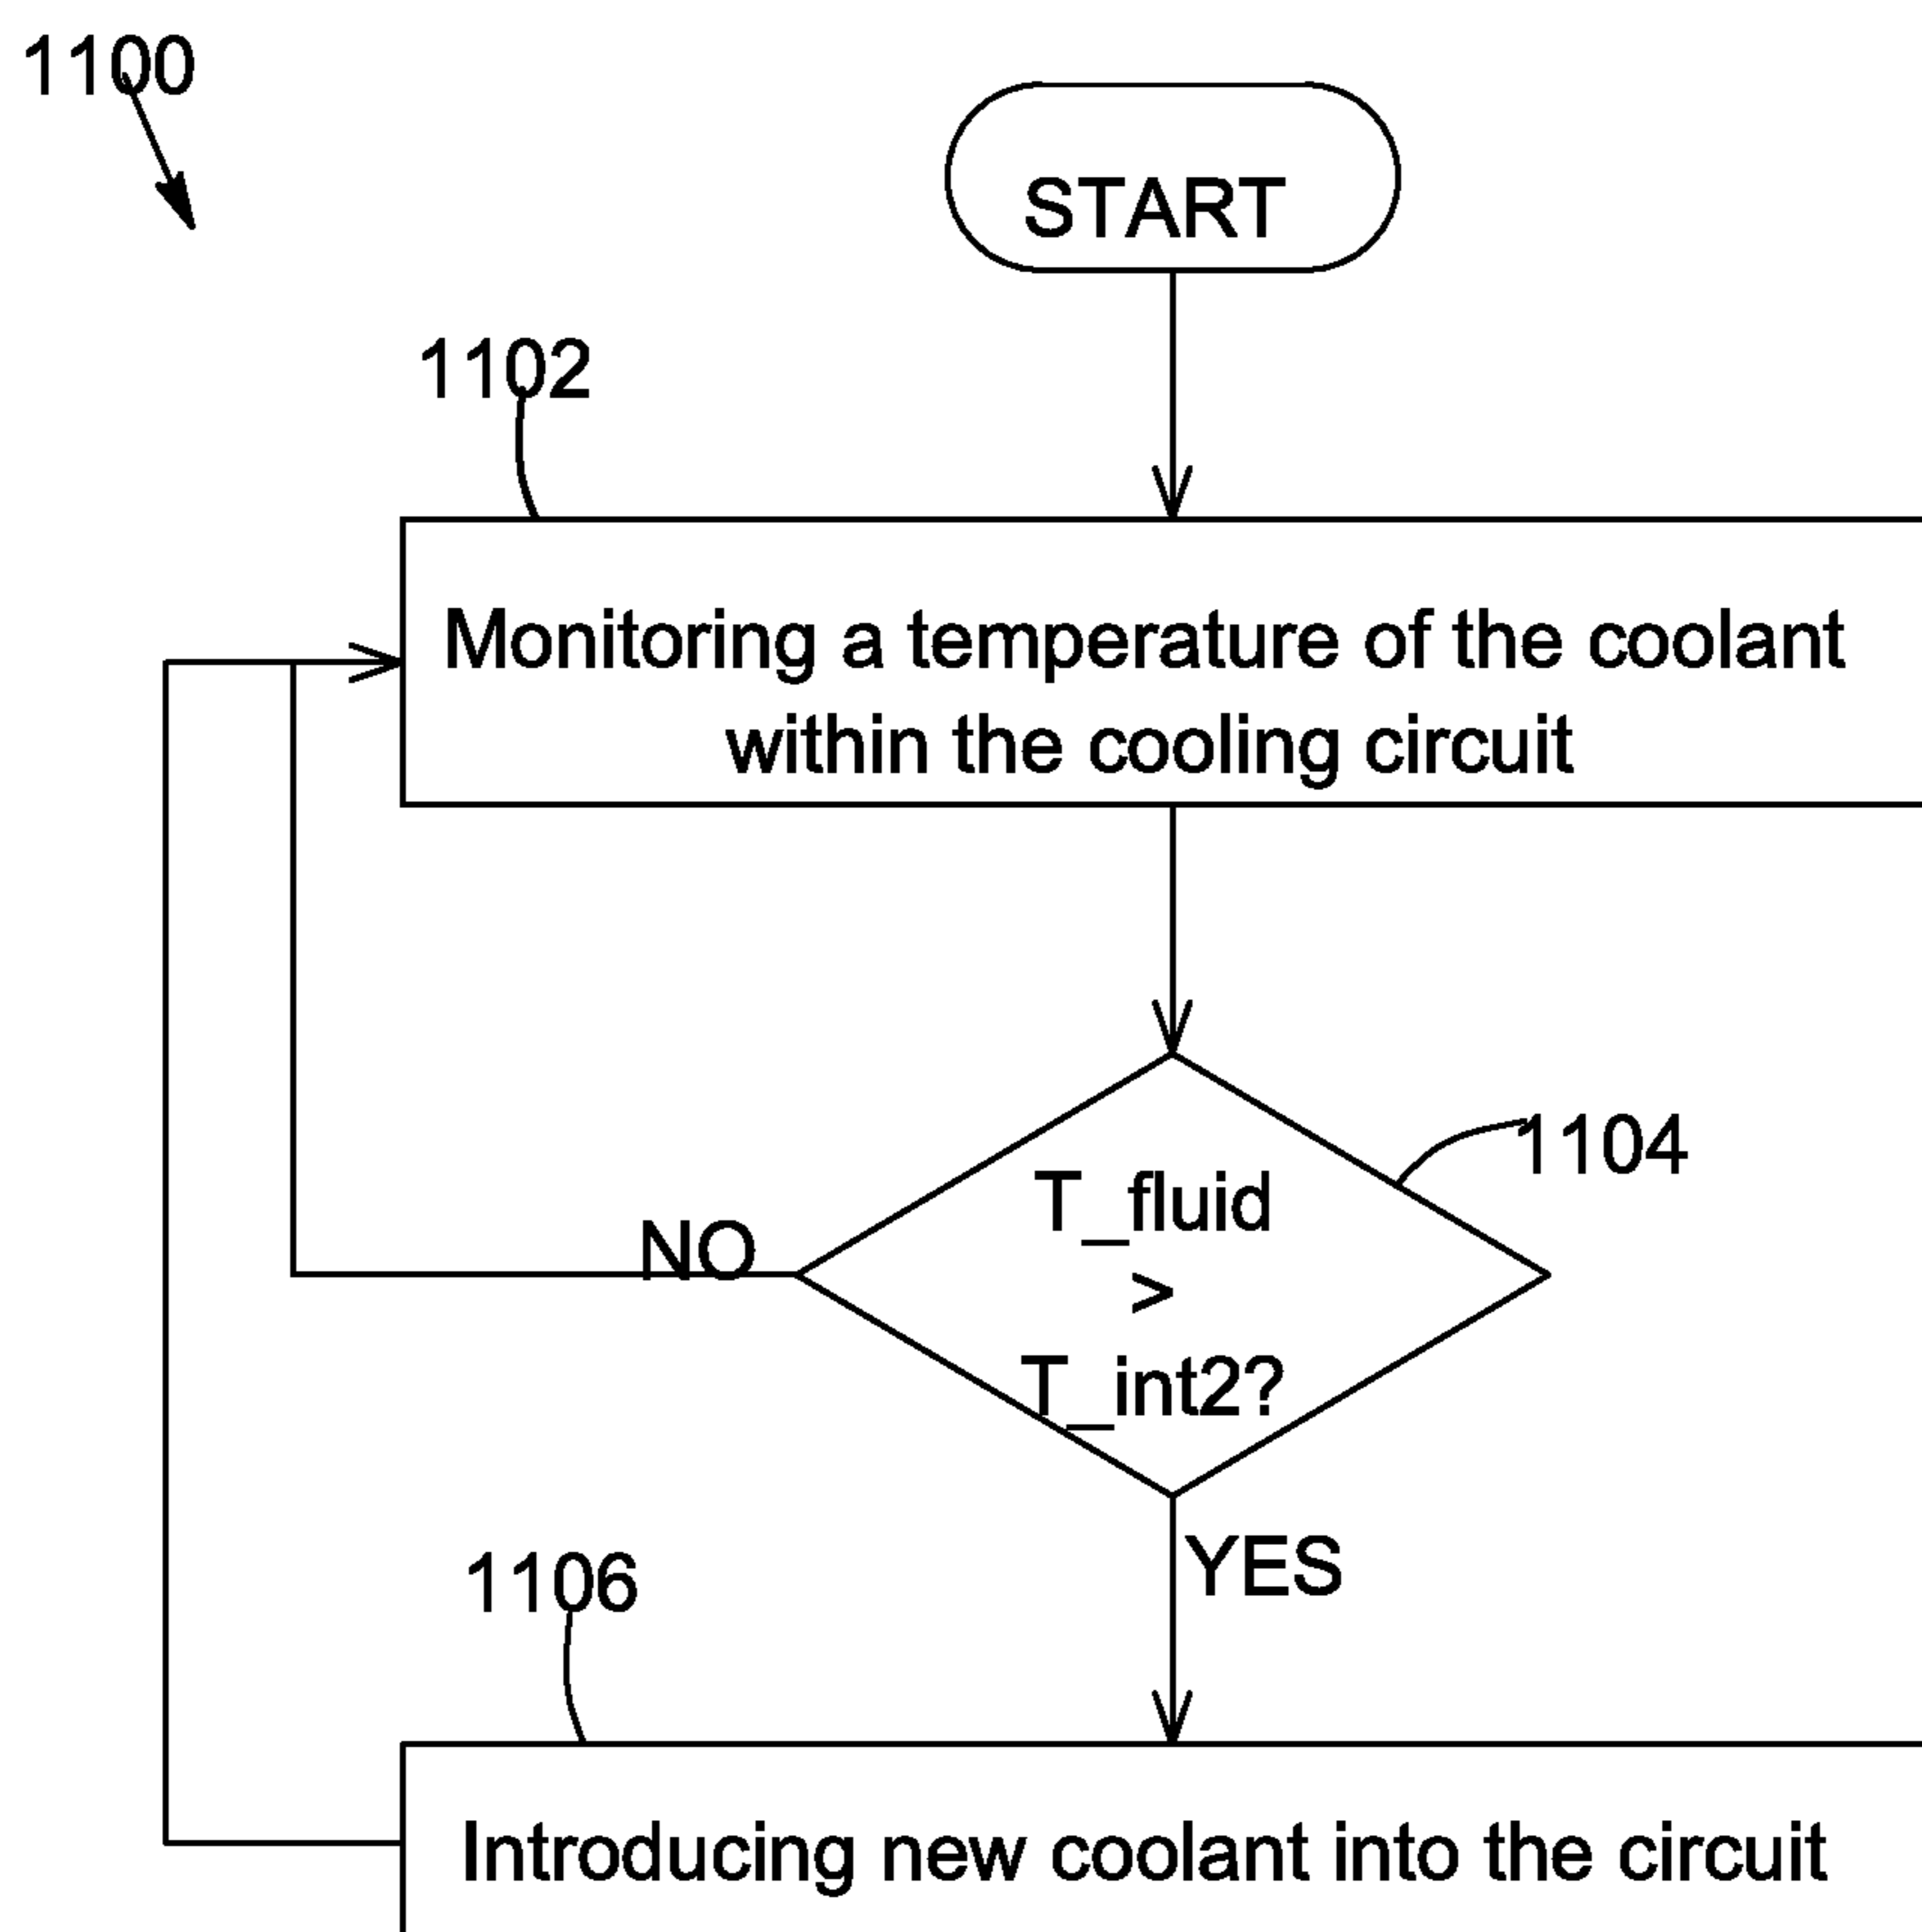 1100
START
1102
Monitoring a temperature of the coolant
within the cooling circuit
1104
T_fluid
>
T_int2?
NO
YES
1106
Introducing new coolant into the circuit